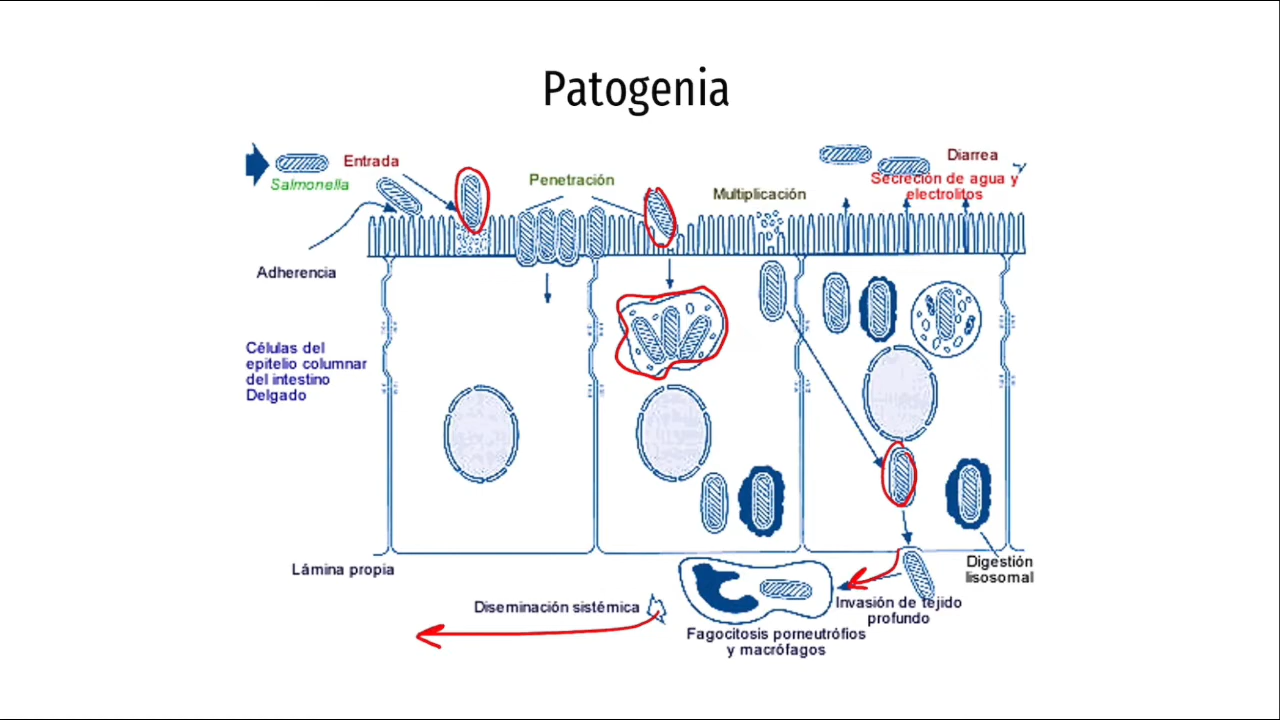 Patogenia
Entrada
Salmonella
Penetración
Multiplicación
Diarrea
Secreción de agua y
electrolitos
Adherencia
Células del
epitelio columnar
del intestino
Delgado
Lámina propia
Digestión
lisosomal
Diseminación sistémica
Invasión de tejido
profundo
Fagocitosis porneutrófios
y macrófagos